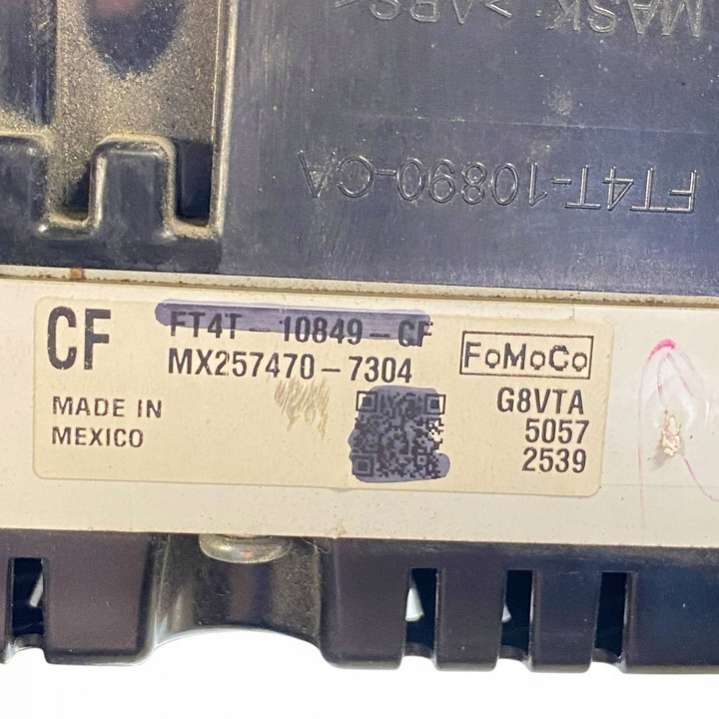 MASK >ABS<
FT4T-10890-CA
CF
FT4T-10849-CF
MX257470-7304
FoMoCo
MADE IN
MEXICO
G8VTA
5057
2539